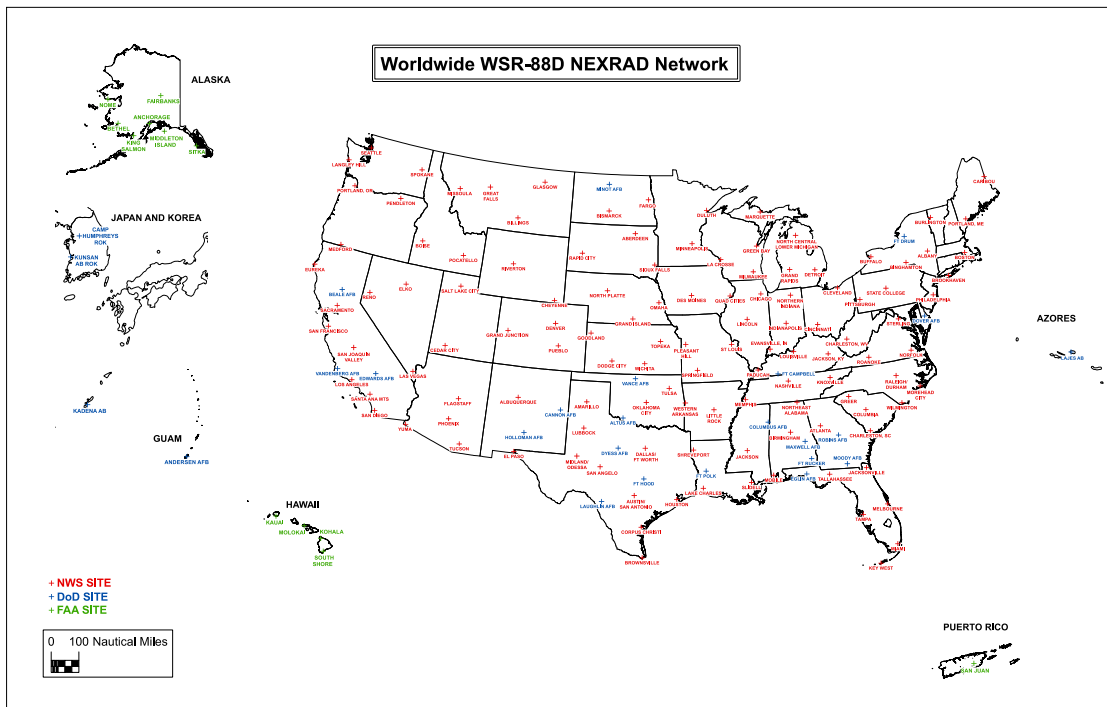 Worldwide WSR-88D NEXRAD Network
ALASKA
NOME
FAIRBANKS
ANCHORAGE
BETHEL
KING
SALMON
MIDDLETON
ISLAND
SITKA
JAPAN AND KOREA
CAMP
HUMPHREYS
ROK
KUNSAN
AB ROK
KADENA AB
GUAM
ANDERSEN AFB
HAWAII
KAUAI
MOLOKAI
KOHALA
SOUTH
SHORE
AZORES
LAJES AB
PUERTO RICO
SAN JUAN
SEATTLE
LANGLEY HILL
SPOKANE
PORTLAND, OR
PENDLETON
MISSOULA
GREAT
FALLS
GLASGOW
BILLINGS
MINOT AFB
BISMARCK
FARGO
DULUTH
MARQUETTE
CARIBOU
BURLINGTON
PORTLAND, ME
MEDFORD
BOISE
POCATELLO
RIVERTON
RAPID CITY
ABERDEEN
SIOUX FALLS
MINNEAPOLIS
LA CROSSE
GREEN BAY
NORTH CENTRAL
LOWER MICHIGAN
FT DRUM
ALBANY
BOSTON
EUREKA
BEALE AFB
RENO
ELKO
SALT LAKE CITY
CHEYENNE
NORTH PLATTE
OMAHA
DES MOINES
QUAD CITIES
MILWAUKEE
CHICAGO
GRAND
RAPIDS
DETROIT
NORTHERN
INDIANA
CLEVELAND
BUFFALO
BINGHAMTON
BROOKHAVEN
STATE COLLEGE
PITTSBURGH
PHILADELPHIA
SACRAMENTO
SAN FRANCISCO
SAN JOAQUIN
VALLEY
GRAND JUNCTION
DENVER
PUEBLO
GOODLAND
GRAND ISLAND
TOPEKA
PLEASANT
HILL
LINCOLN
ST LOUIS
INDIANAPOLIS
CINCINNATI
EVANSVILLE, IN
LOUISVILLE
JACKSON, KY
CHARLESTON, WV
STERLING
DOVER AFB
ROANOKE
NORFOLK
CEDAR CITY
LAS VEGAS
VANDENBERG AFB
EDWARDS AFB
LOS ANGELES
SANTA ANA MTS
SAN DIEGO
YUMA
FLAGSTAFF
PHOENIX
TUCSON
ALBUQUERQUE
CANNON AFB
HOLLOMAN AFB
EL PASO
DODGE CITY
WICHITA
VANCE AFB
TULSA
SPRINGFIELD
PADUCAH
FT CAMPBELL
NASHVILLE
KNOXVILLE
RALEIGH/
DURHAM
MOREHEAD
CITY
WILMINGTON
AMARILLO
LUBBOCK
ALTUS AFB
OKLAHOMA
CITY
WESTERN
ARKANSAS
LITTLE
ROCK
MEMPHIS
COLUMBUS AFB
NORTHEAST
ALABAMA
BIRMINGHAM
MAXWELL AFB
ATLANTA
ROBINS AFB
GREER
COLUMBIA
CHARLESTON, SC
MIDLAND/
ODESSA
SAN ANGELO
DYESS AFB
DALLAS/
FT WORTH
FT HOOD
SHREVEPORT
FT POLK
JACKSON
FT RUCKER
MOODY AFB
JACKSONVILLE
LAUGHLIN AFB
AUSTIN/
SAN ANTONIO
HOUSTON
LAKE CHARLES
SLIDELL
MOBILE
EGLIN AFB
TALLAHASSEE
CORPUS CHRISTI
BROWNSVILLE
MELBOURNE
TAMPA
MIAMI
KEY WEST
+ NWS SITE
+ DoD SITE
+ FAA SITE
0 100 Nautical Miles